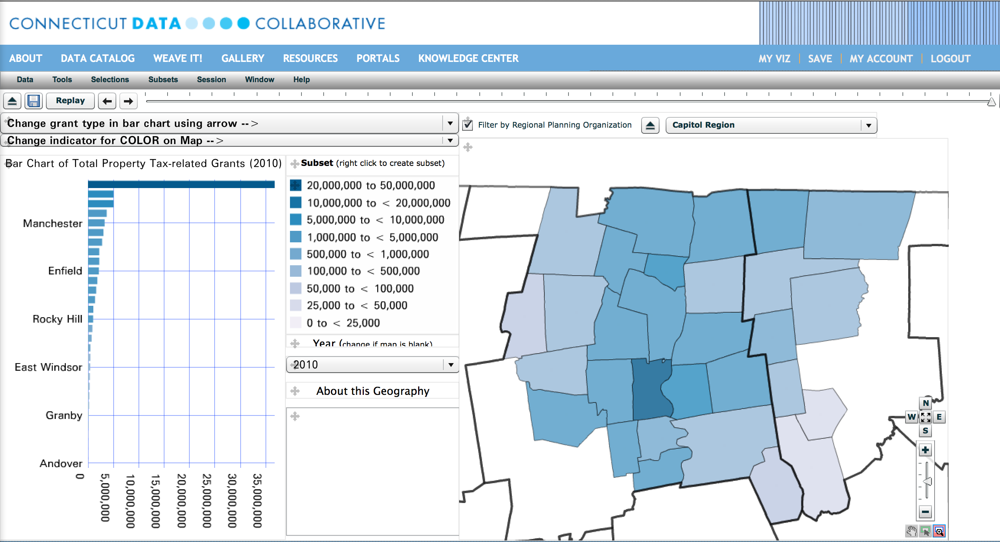 CONNECTICUT DATA COLLABORATIVE
ABOUT DATA CATALOG WEAVE IT! GALLERY RESOURCES PORTALS KNOWLEDGE CENTER MY VIZ SAVE MY ACCOUNT LOGOUT
Data Tools Selections Subsets Session Window Help
Replay
Change grant type in bar chart using arrow -->
Filter by Regional Planning Organization Capitol Region
Change indicator for COLOR on Map -->
Bar Chart of Total Property Tax-related Grants (2010)
Manchester
Enfield
Rocky Hill
East Windsor
Granby
Andover
0
5,000,000
10,000,000
15,000,000
20,000,000
25,000,000
30,000,000
35,000,000
Subset (right click to create subset)
20,000,000 to 50,000,000
10,000,000 to < 20,000,000
5,000,000 to < 10,000,000
1,000,000 to < 5,000,000
500,000 to < 1,000,000
100,000 to < 500,000
50,000 to < 100,000
25,000 to < 50,000
0 to < 25,000
Year (change if map is blank)
2010
About this Geography
N
W E
S